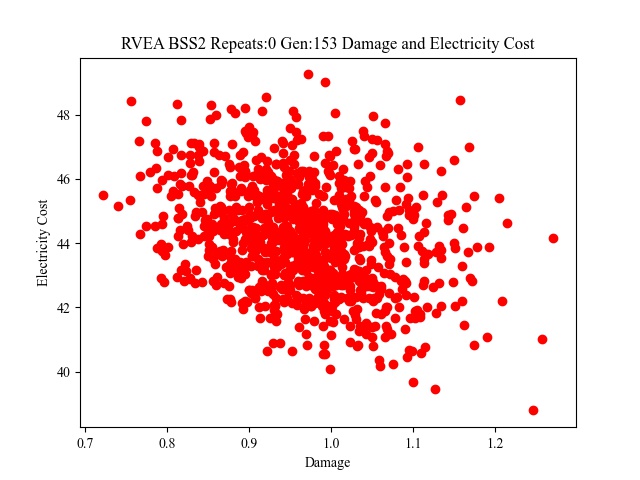 RVEA BSS2 Repeats:0 Gen:153 Damage and Electricity Cost
48
46
44
42
40
Electricity Cost
0.7 0.8 0.9 1.0 1.1 1.2
Damage